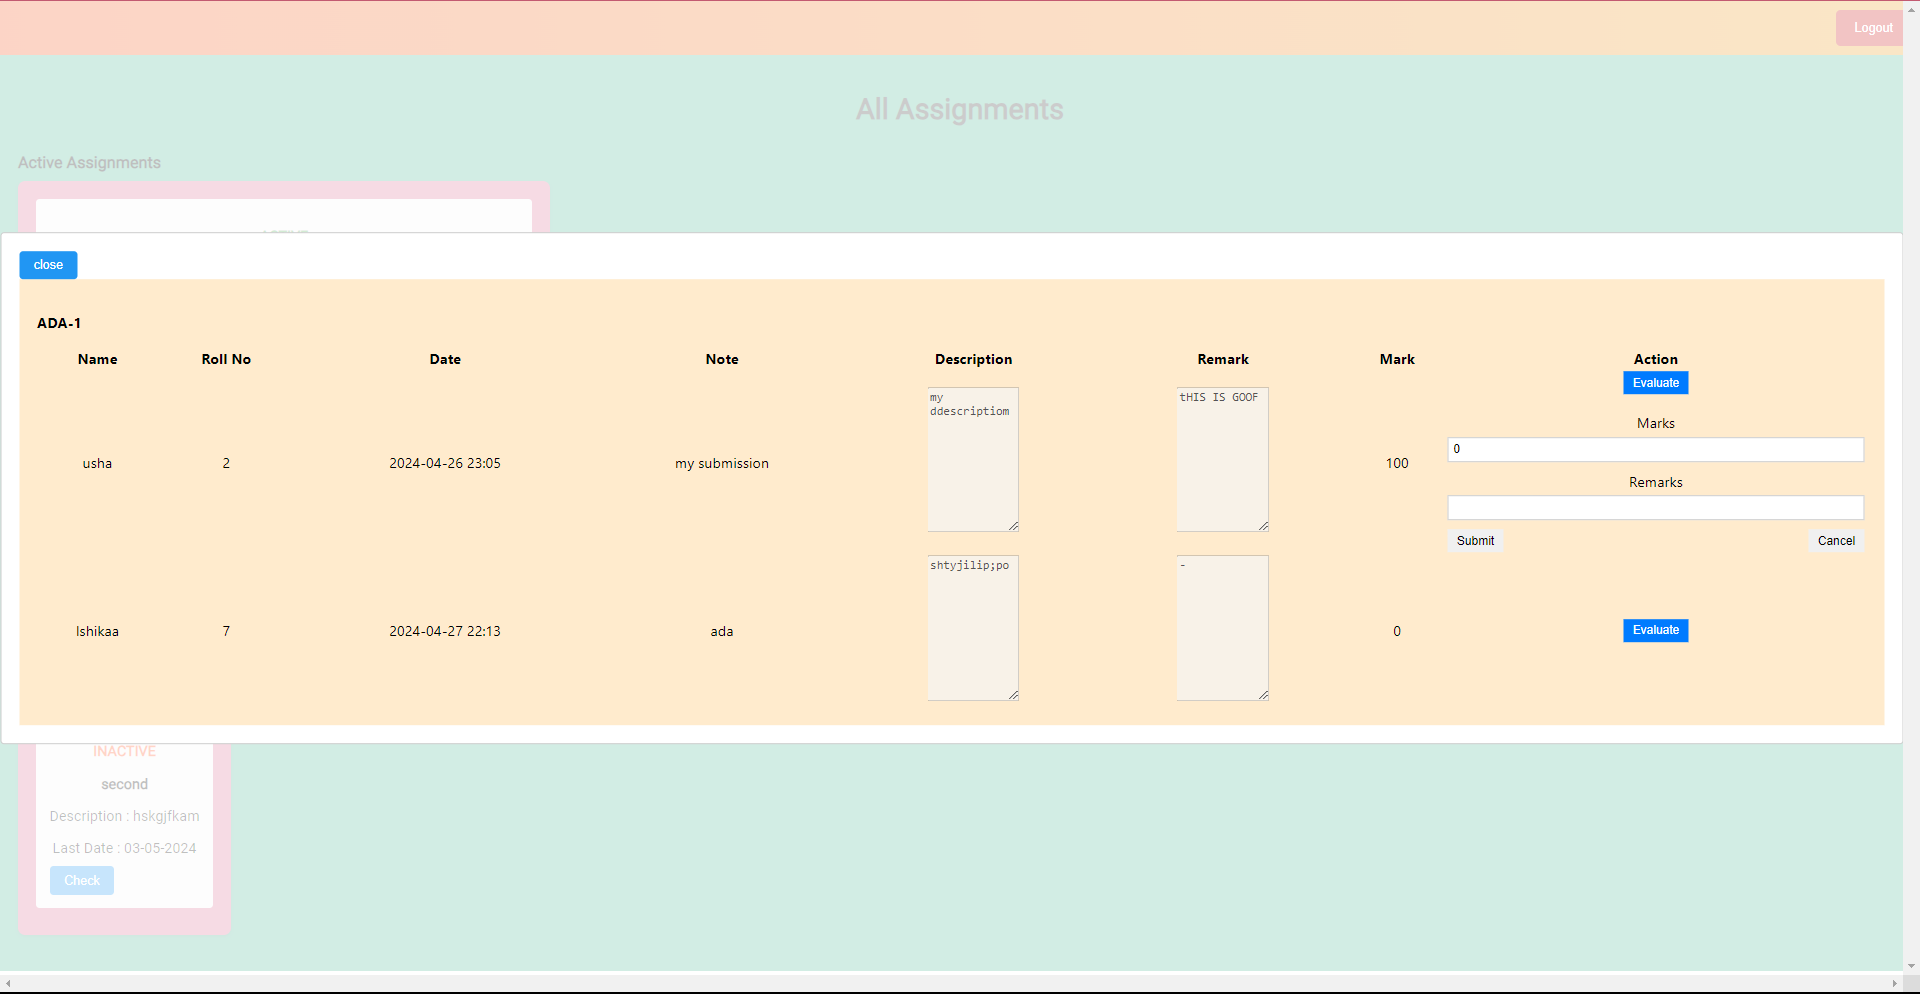 Logout
All Assignments
Active Assignments
close
ADA-1
Name Roll No Date Note Description Remark Mark Action
Evaluate
my
ddescriptiom
tHIS IS GOOF
Marks
0
usha 2 2024-04-26 23:05 my submission 100
Remarks
Submit Cancel
shtyjilip;po
-
Ishikaa 7 2024-04-27 22:13 ada 0 Evaluate
INACTIVE
second
Description : hskgjfkam
Last Date : 03-05-2024
Check